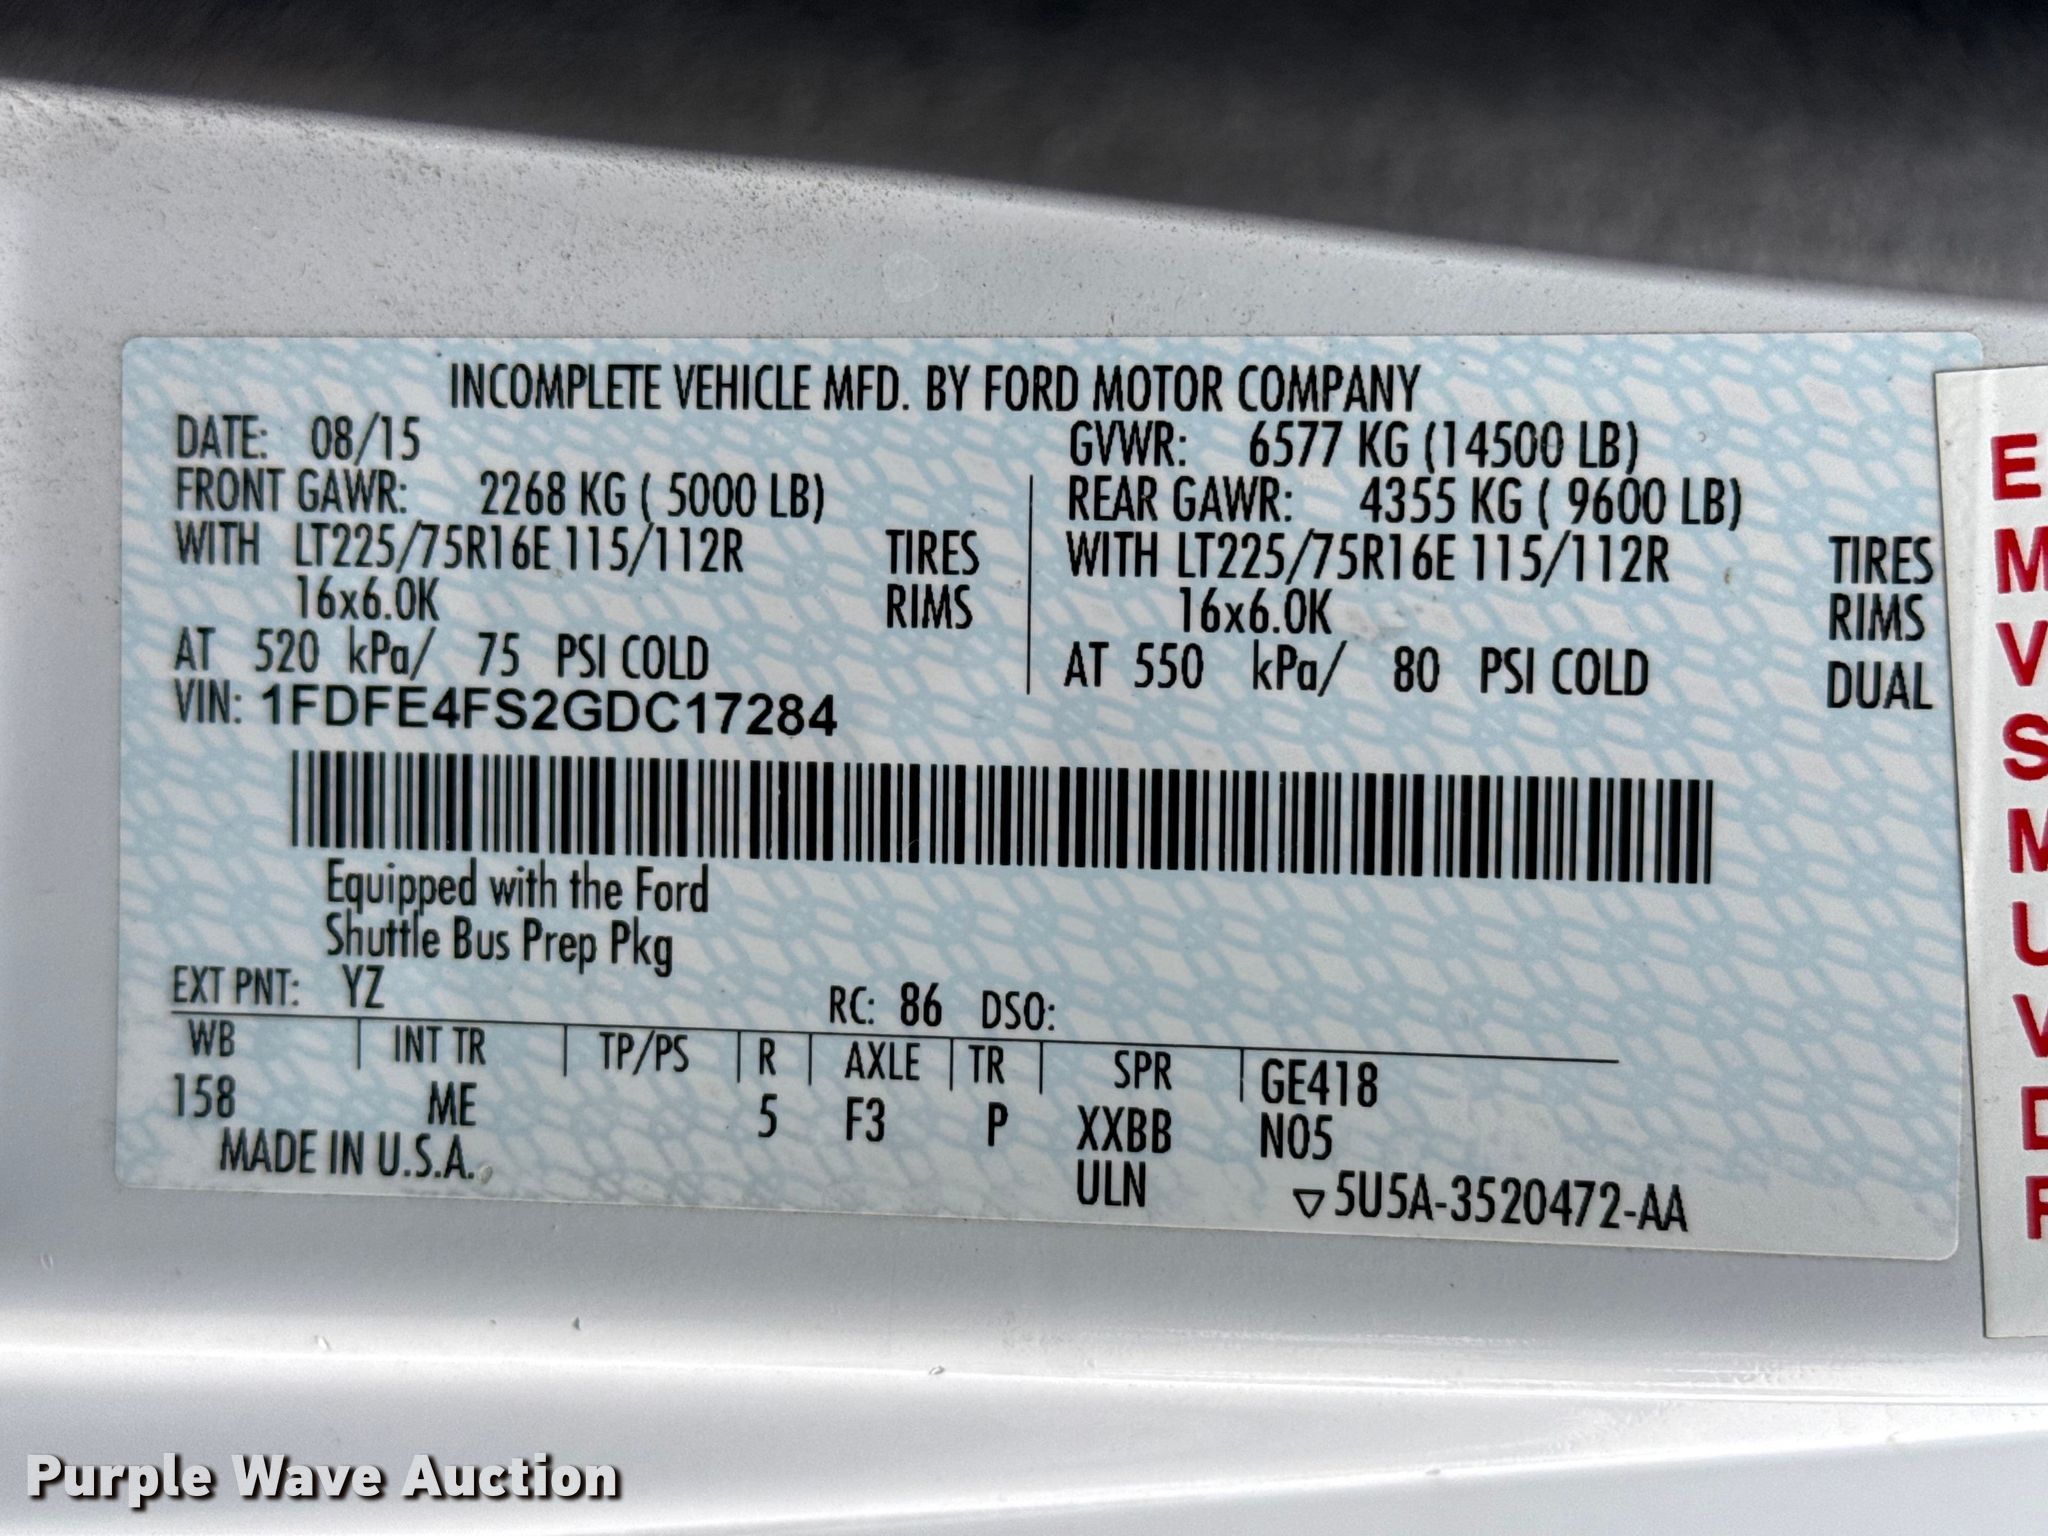 INCOMPLETE VEHICLE MFD. BY FORD MOTOR COMPANY
DATE: 08/15 GVWR: 6577 KG (14500 LB)
FRONT GAWR: 2268 KG ( 5000 LB) REAR GAWR: 4355 KG ( 9600 LB)
WITH LT225/75R16E 115/112R TIRES WITH LT225/75R16E 115/112R TIRES
16x6.0K RIMS 16x6.0K RIMS
AT 520 kPa/ 75 PSI COLD AT 550 kPa/ 80 PSI COLD DUAL
VIN: 1FDFE4FS2GDC17284
Equipped with the Ford
Shuttle Bus Prep Pkg
EXT PNT: YZ RC: 86 DSO:
WB INT TR TP/PS R AXLE TR SPR GE418
158 ME 5 F3 P XXBB N05
MADE IN U.S.A. ULN ▽5U5A-3520472-AA
E
M
V
S
M
U
V
D
Purple Wave Auction